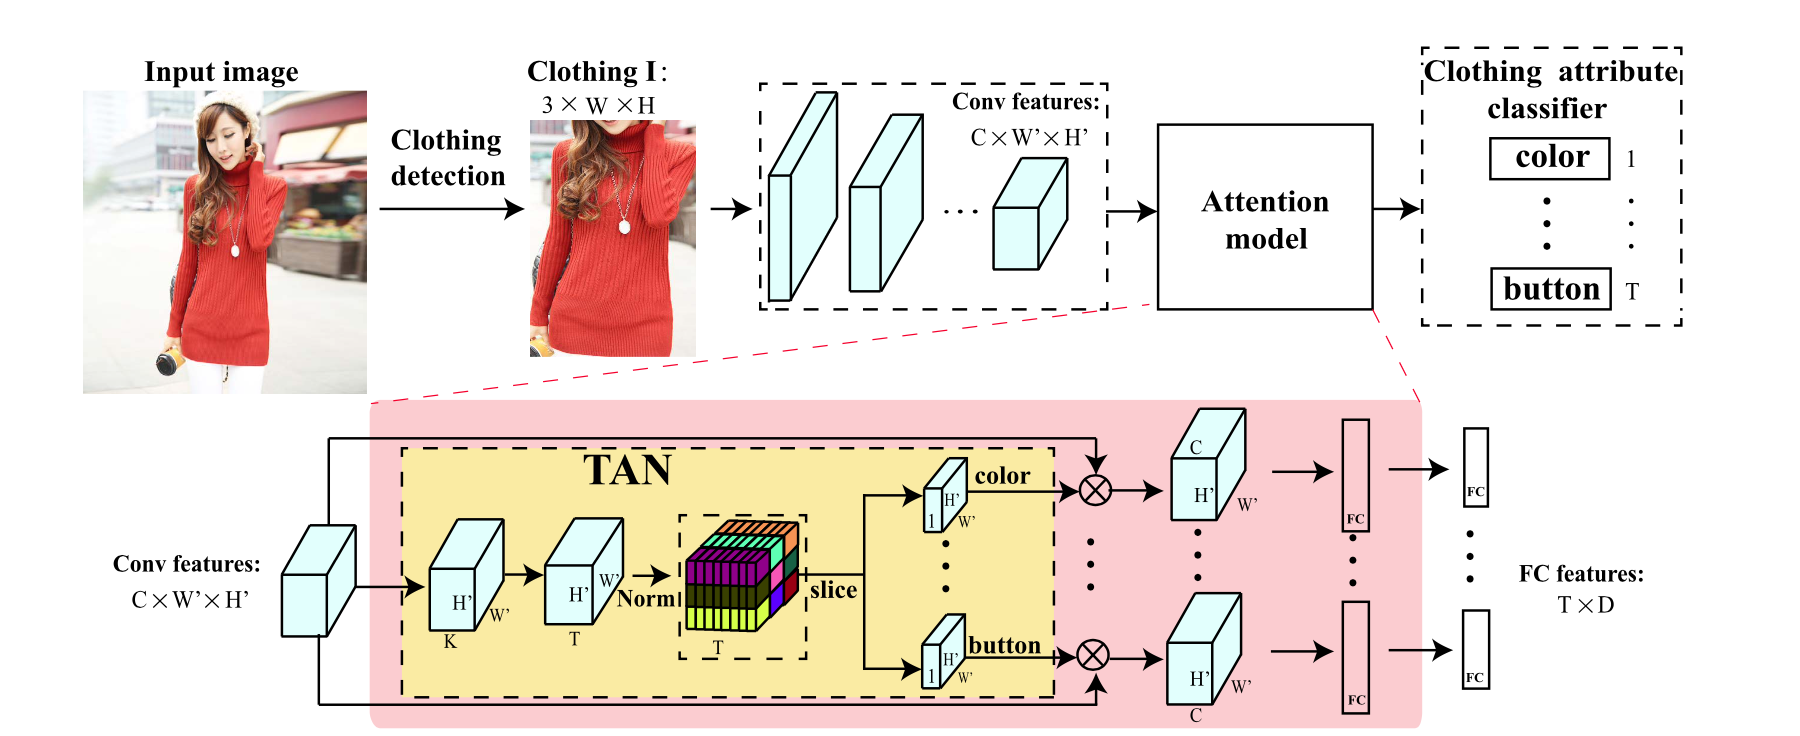 Input image
Clothing
detection
Clothing I:
3 × W × H
Conv features:
C×W'×H'
Attention
model
Clothing attribute
classifier
color 1
button T
TAN
Conv features:
C×W'×H'
H'
W'
K
H'
W'
T
Norm
T
slice
H'
1
W'
color
H'
1
W'
button
C
H'
W'
H'
W'
C
FC
FC
FC
FC
FC features:
T×D